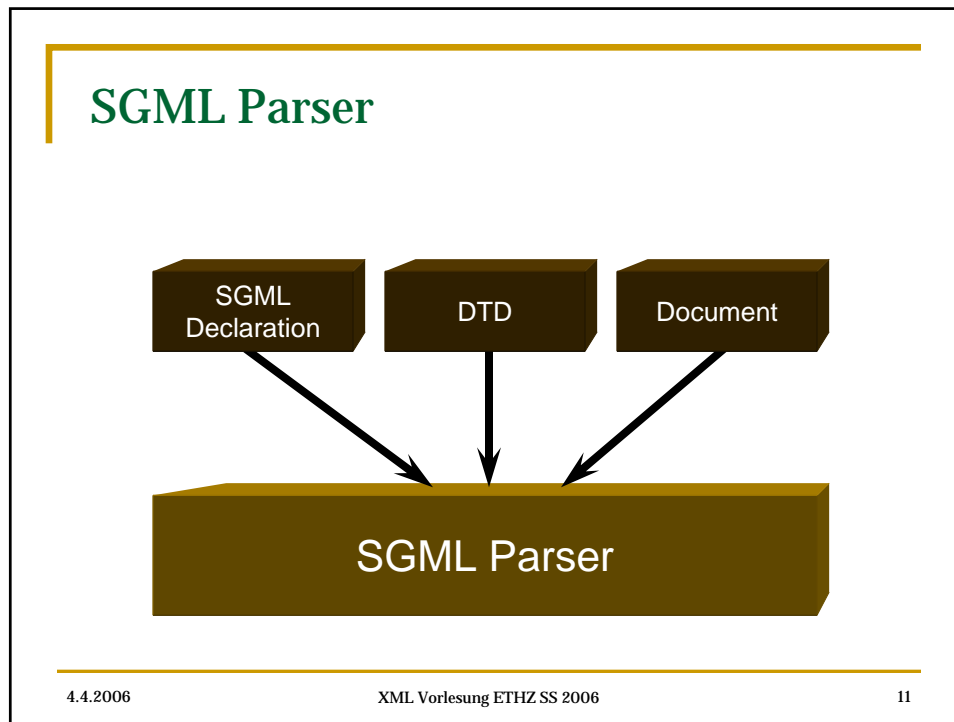 SGML Parser
SGML
Declaration
DTD
Document
SGML Parser
4.4.2006
XML Vorlesung ETHZ SS 2006
11